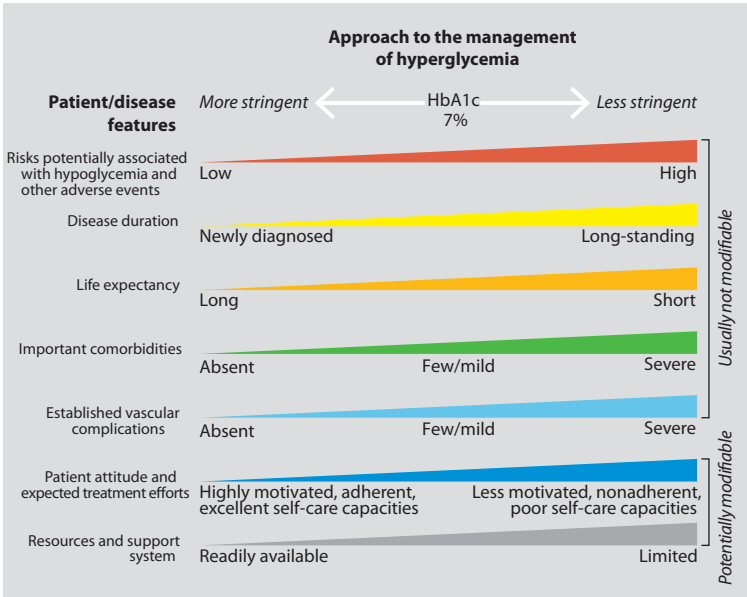 Approach to the management
of hyperglycemia
Patient/disease
features
More stringent
HbA1c
7%
Less stringent
Risks potentially associated
with hypoglycemia and
other adverse events
Low
High
Disease duration
Newly diagnosed
Long-standing
Life expectancy
Long
Short
Important comorbidities
Absent
Few/mild
Severe
Established vascular
complications
Absent
Few/mild
Severe
Usually not modifiable
Patient attitude and
expected treatment efforts
Highly motivated, adherent,
excellent self-care capacities
Less motivated, nonadherent,
poor self-care capacities
Resources and support
system
Readily available
Limited
Potentially modifiable